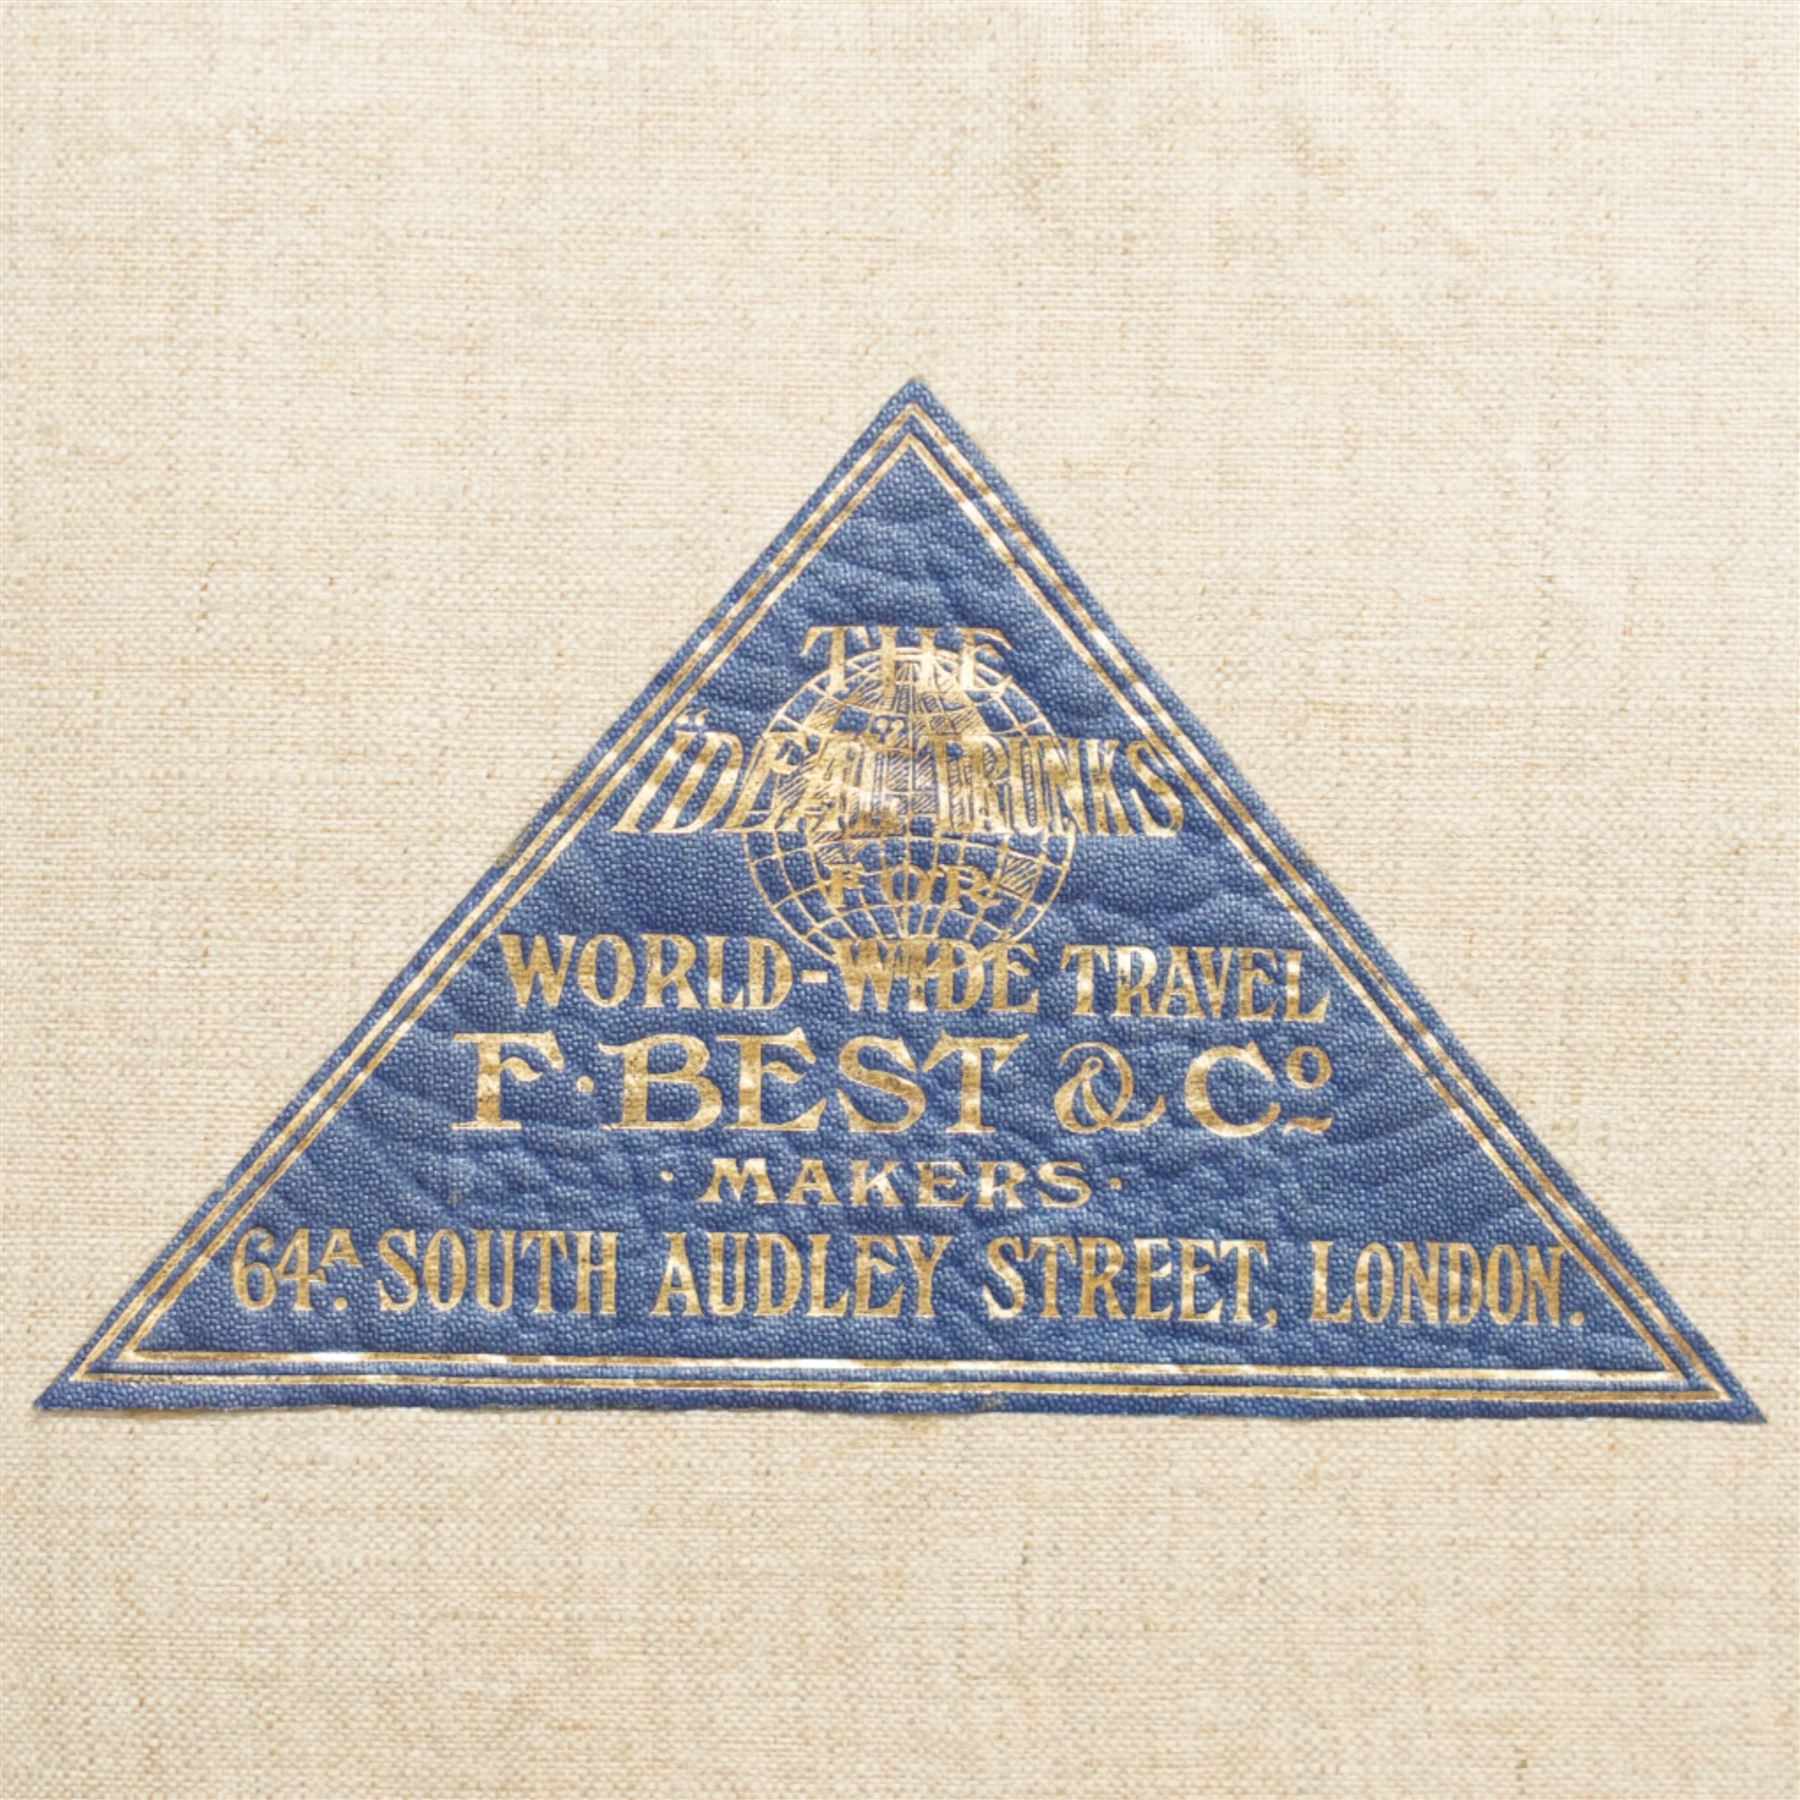 THE
"IDEAL" TRUNKS
FOR
WORLD-WIDE TRAVEL
F. BEST & Cº
· MAKERS ·
64A. SOUTH AUDLEY STREET, LONDON.